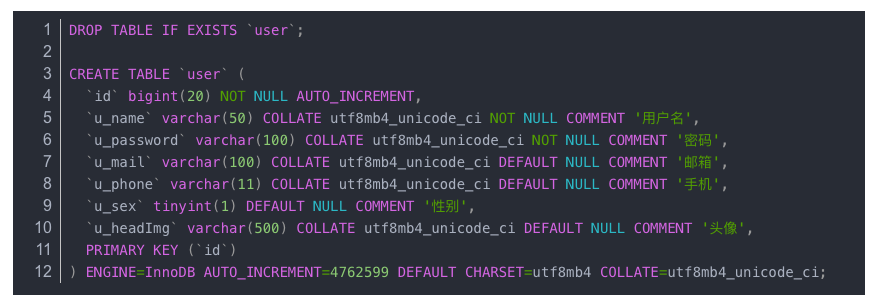 1 DROP TABLE IF EXISTS `user`;
2
3 CREATE TABLE `user` (
4 `id` bigint(20) NOT NULL AUTO_INCREMENT,
5 `u_name` varchar(50) COLLATE utf8mb4_unicode_ci NOT NULL COMMENT '用户名',
6 `u_password` varchar(100) COLLATE utf8mb4_unicode_ci NOT NULL COMMENT '密码',
7 `u_mail` varchar(100) COLLATE utf8mb4_unicode_ci DEFAULT NULL COMMENT '邮箱',
8 `u_phone` varchar(11) COLLATE utf8mb4_unicode_ci DEFAULT NULL COMMENT '手机',
9 `u_sex` tinyint(1) DEFAULT NULL COMMENT '性别',
10 `u_headImg` varchar(500) COLLATE utf8mb4_unicode_ci DEFAULT NULL COMMENT '头像',
11 PRIMARY KEY (`id`)
12 ) ENGINE=InnoDB AUTO_INCREMENT=4762599 DEFAULT CHARSET=utf8mb4 COLLATE=utf8mb4_unicode_ci;